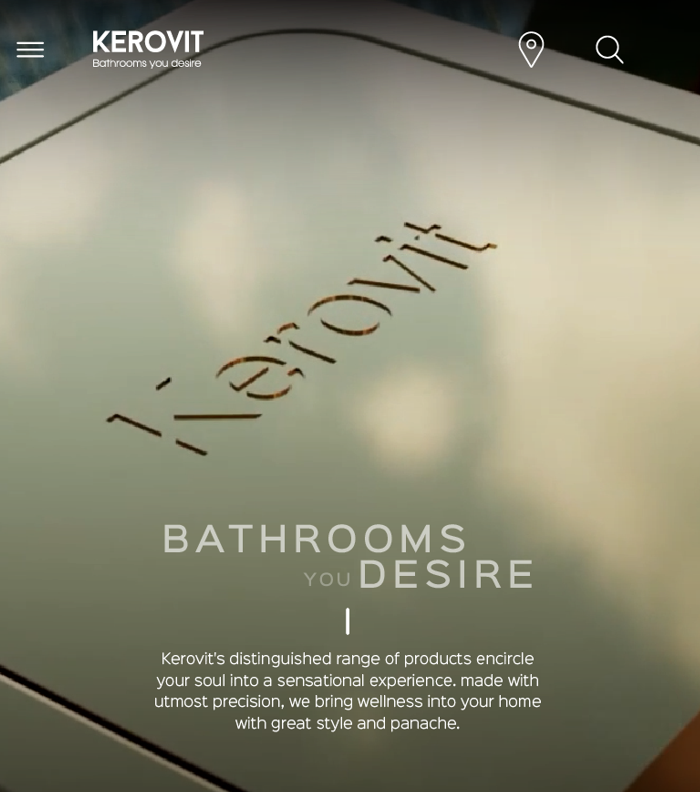 KEROVIT
Bathrooms you desire
Kerovit
BATHROOMS
YOU DESIRE
Kerovit's distinguished range of products encircle
your soul into a sensational experience. made with
utmost precision, we bring wellness into your home
with great style and panache.